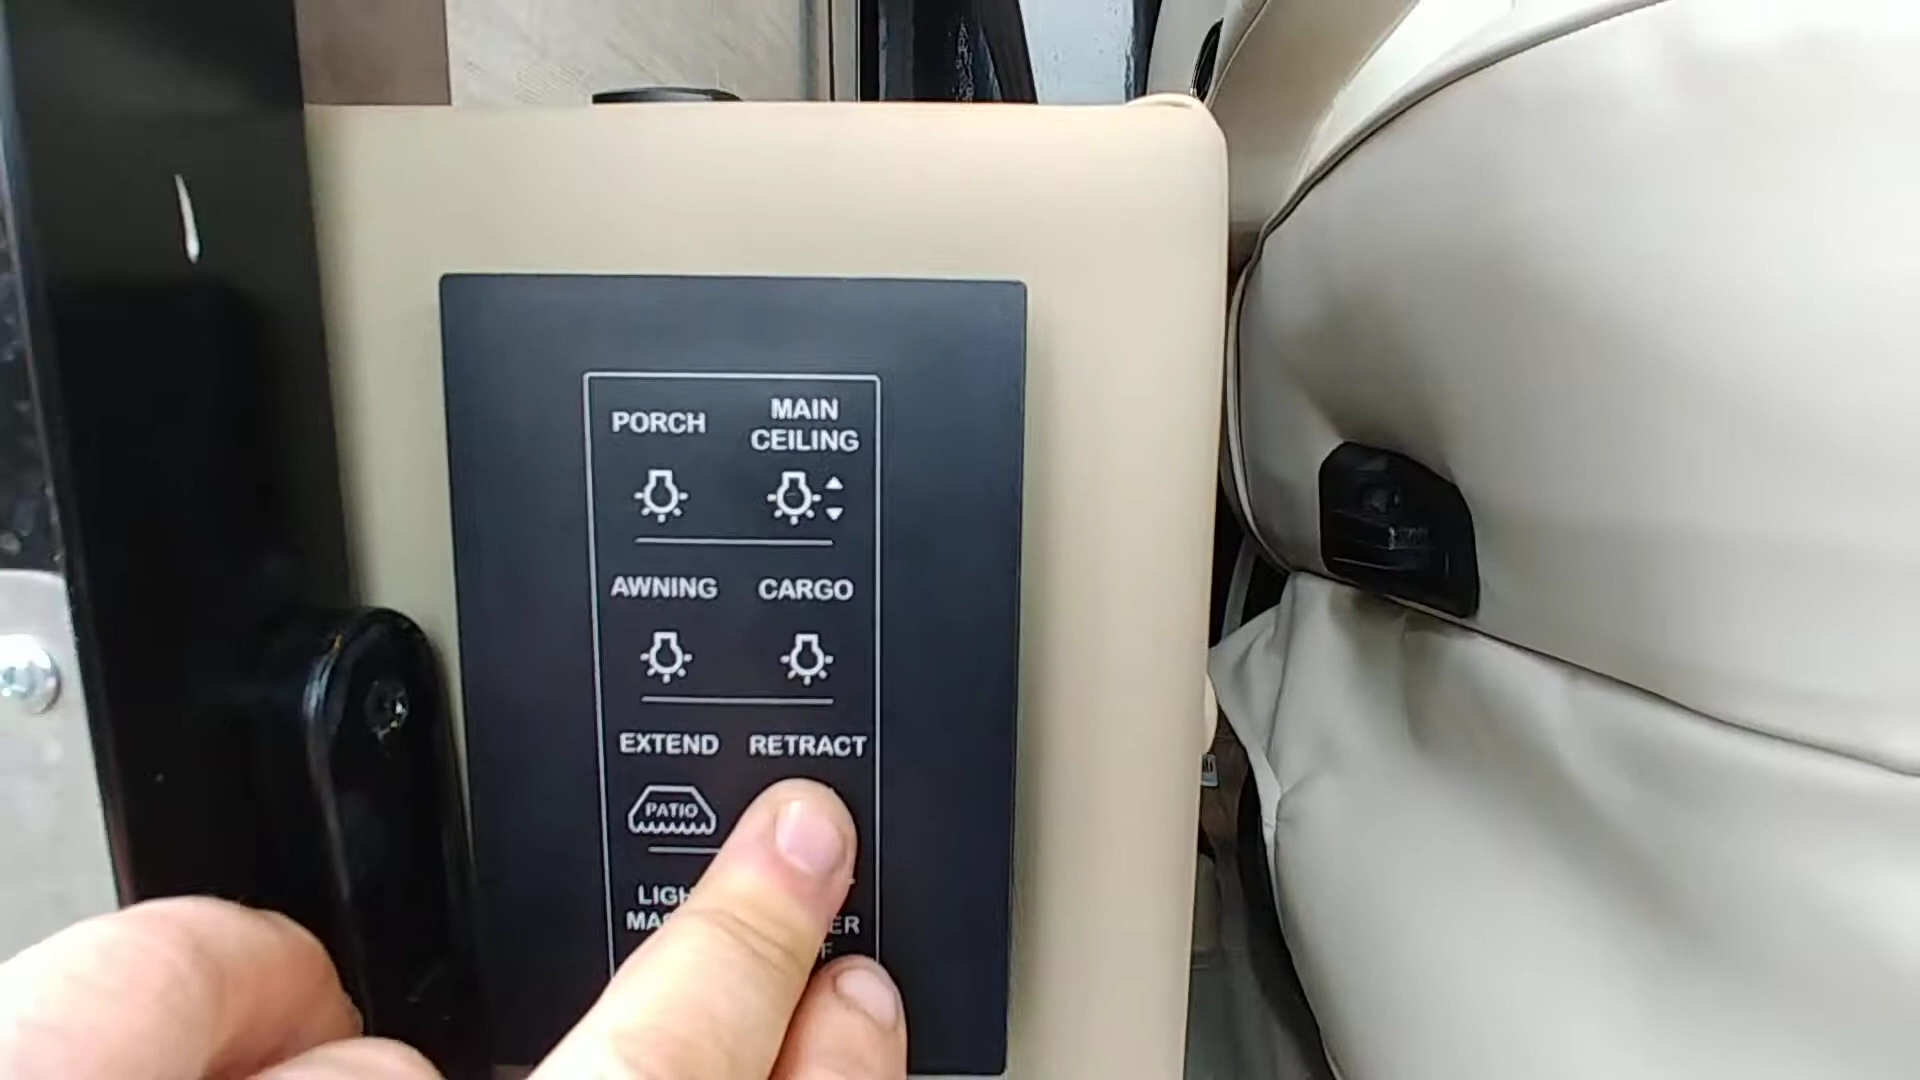 PORCH
MAIN
CEILING
AWNING
CARGO
EXTEND
RETRACT
PATIO